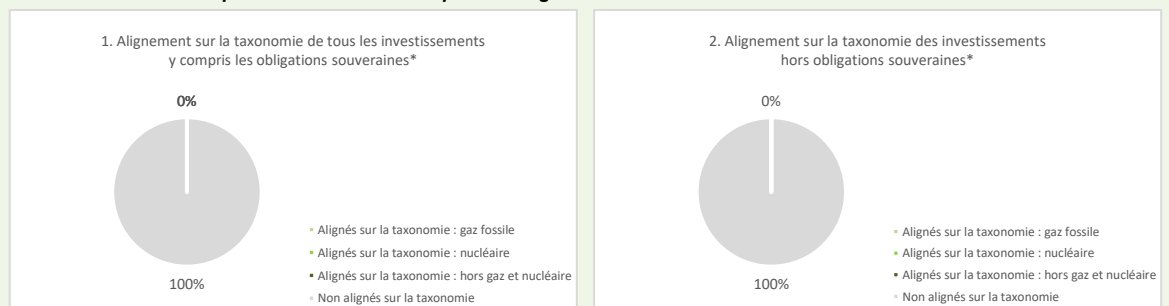 1. Alignement sur la taxonomie de tous les investissements
y compris les obligations souveraines*
0%
100%
Alignés sur la taxonomie : gaz fossile
Alignés sur la taxonomie : nucléaire
Alignés sur la taxonomie : hors gaz et nucléaire
Non alignés sur la taxonomie
2. Alignement sur la taxonomie des investissements
hors obligations souveraines*
0%
100%
Alignés sur la taxonomie : gaz fossile
Alignés sur la taxonomie : nucléaire
Alignés sur la taxonomie : hors gaz et nucléaire
Non alignés sur la taxonomie